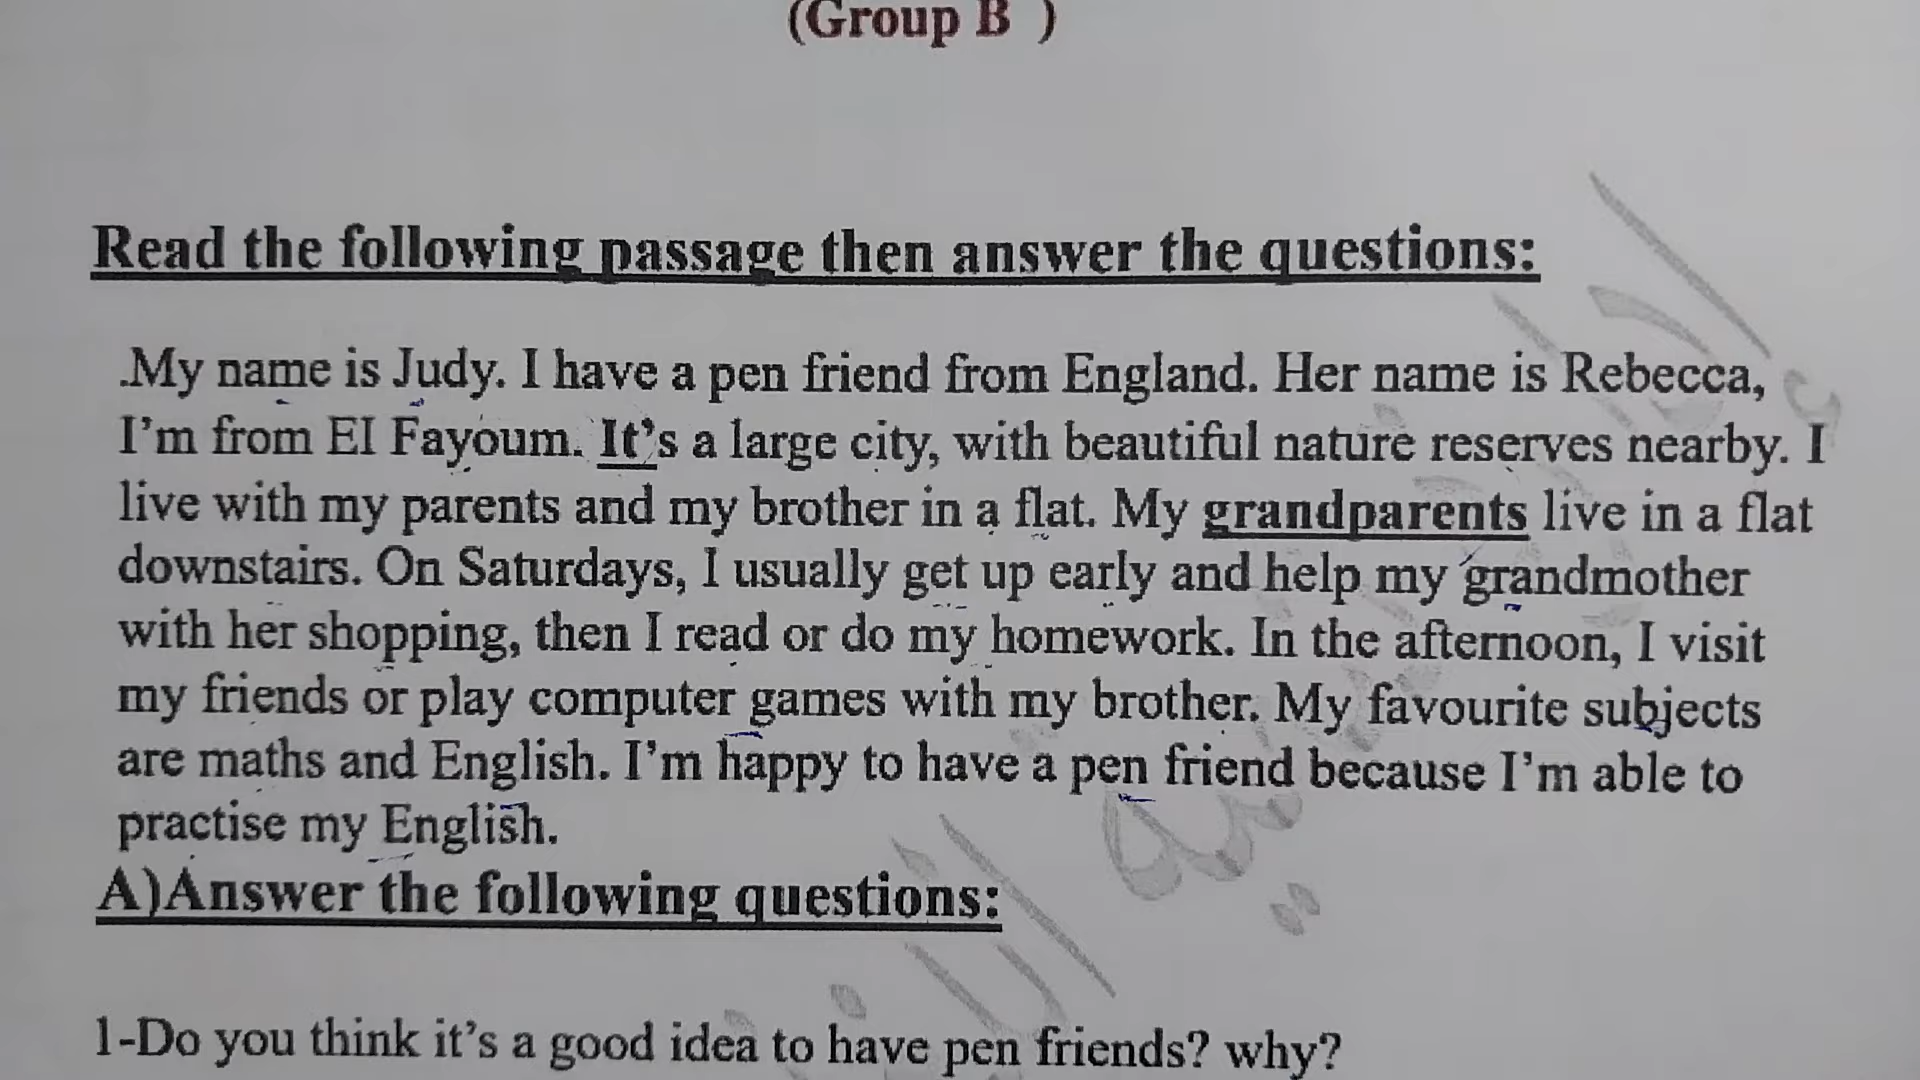 (Group B )
Read the following passage then answer the questions:
.My name is Judy. I have a pen friend from England. Her name is Rebecca,
I'm from EI Fayoum. It's a large city, with beautiful nature reserves nearby. I
live with my parents and my brother in a flat. My grandparents live in a flat
downstairs. On Saturdays, I usually get up early and help my grandmother
with her shopping, then I read or do my homework. In the afternoon, I visit
my friends or play computer games with my brother. My favourite subjects
are maths and English. I'm happy to have a pen friend because I'm able to
practise my English.
A)Answer the following questions:
1-Do you think it's a good idea to have pen friends? why?